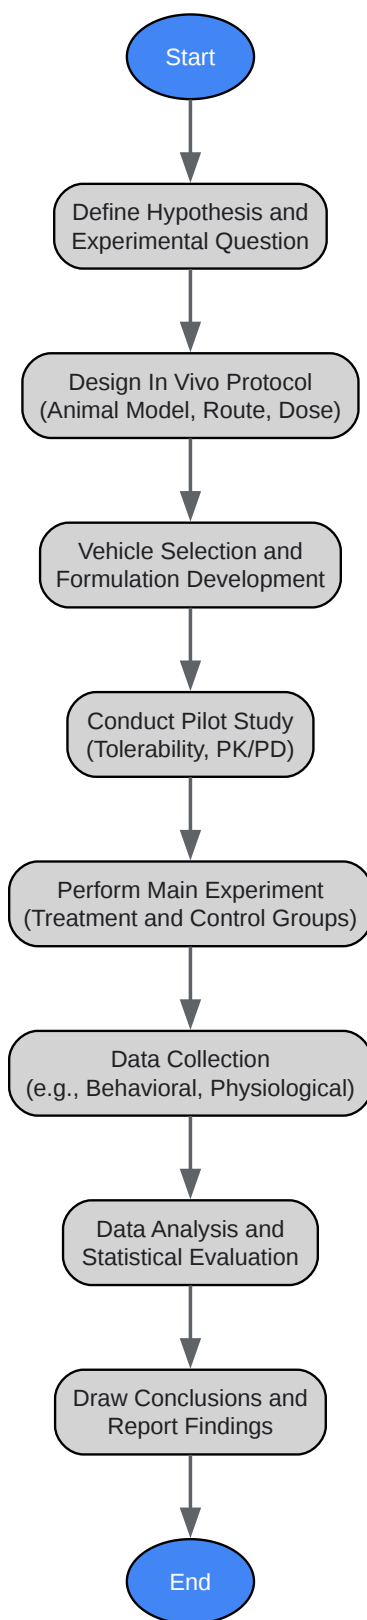 Start
Define Hypothesis and
Experimental Question
Design In Vivo Protocol
(Animal Model, Route, Dose)
Vehicle Selection and
Formulation Development
Conduct Pilot Study
(Tolerability, PK/PD)
Perform Main Experiment
(Treatment and Control Groups)
Data Collection
(e.g., Behavioral, Physiological)
Data Analysis and
Statistical Evaluation
Draw Conclusions and
Report Findings
End